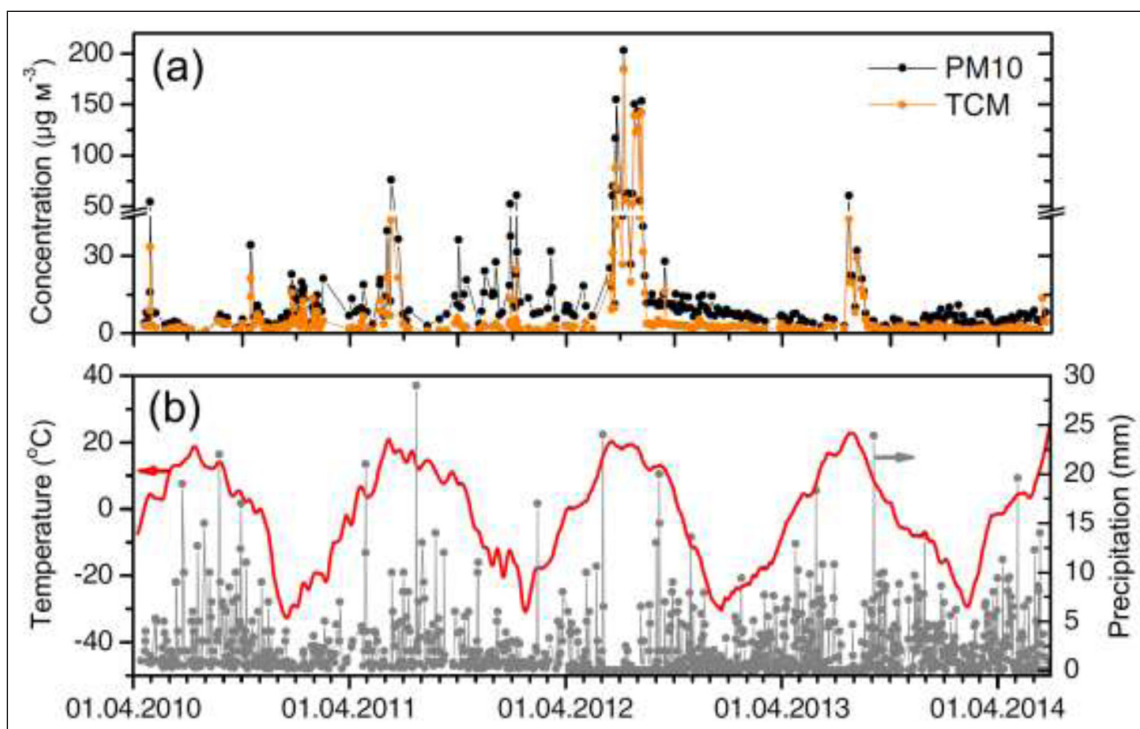 (a)
PM10
TCM
Concentration (µg м⁻³)
200
150
100
50
30
0
(b)
Temperature (°C)
40
20
0
-20
-40
Precipitation (mm)
30
25
20
15
10
5
0
01.04.2010 01.04.2011 01.04.2012 01.04.2013 01.04.2014